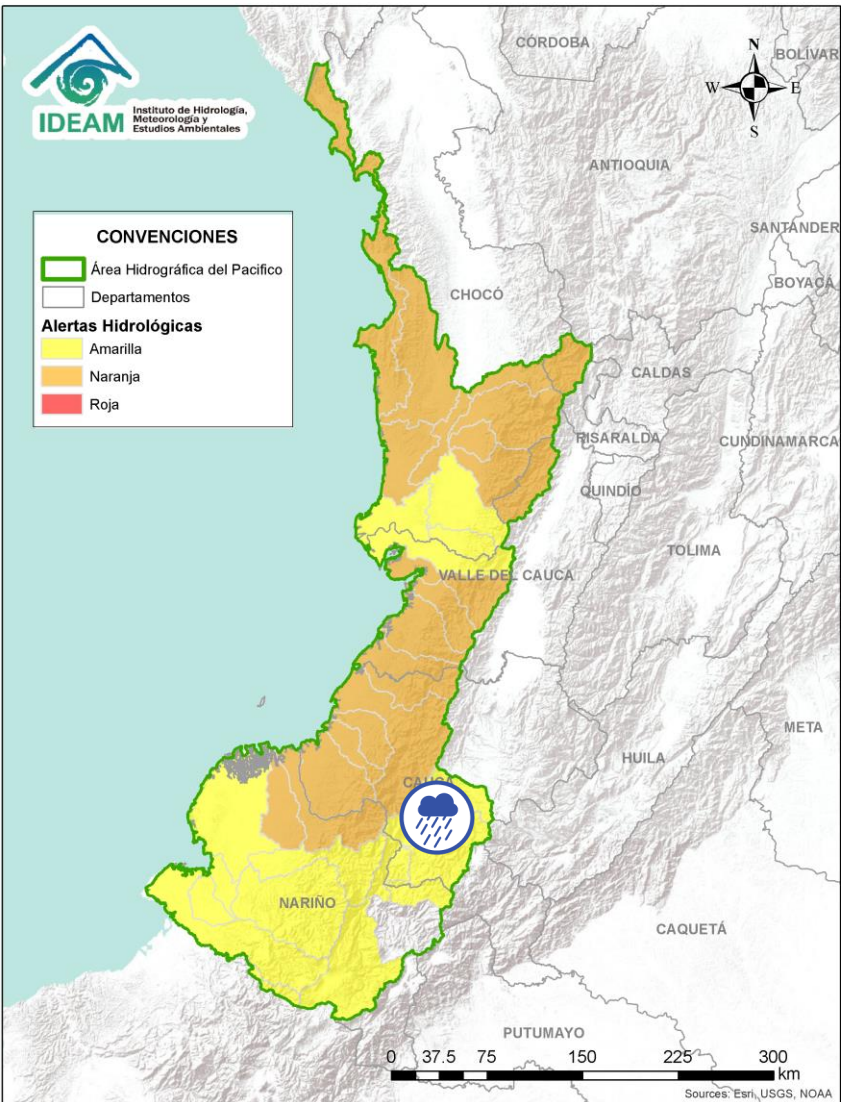 IDEAM
Instituto de Hidrología,
Meteorología y
Estudios Ambientales
N
W
E
S
CÓRDOBA
BOLIVAR
ANTIOQUIA
SANTANDER
BOYACÁ
CHOCÓ
CALDAS
RISARALDA
CUNDINAMARCA
QUINDÍO
TOLIMA
VALLE DEL CAUCA
META
HUILA
CAUCA
NARIÑO
CAQUETÁ
PUTUMAYO
CONVENCIONES
Área Hidrográfica del Pacifico
Departamentos
Alertas Hidrológicas
Amarilla
Naranja
Roja
0 37.5 75 150 225 300
km
Sources: Esri, USGS, NOAA